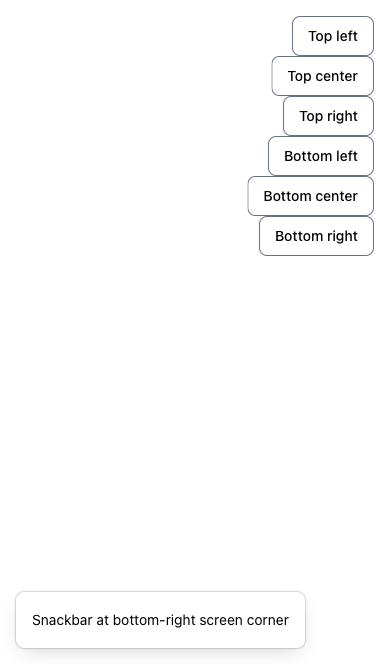 Top left
Top center
Top right
Bottom left
Bottom center
Bottom right
Snackbar at bottom-right screen corner